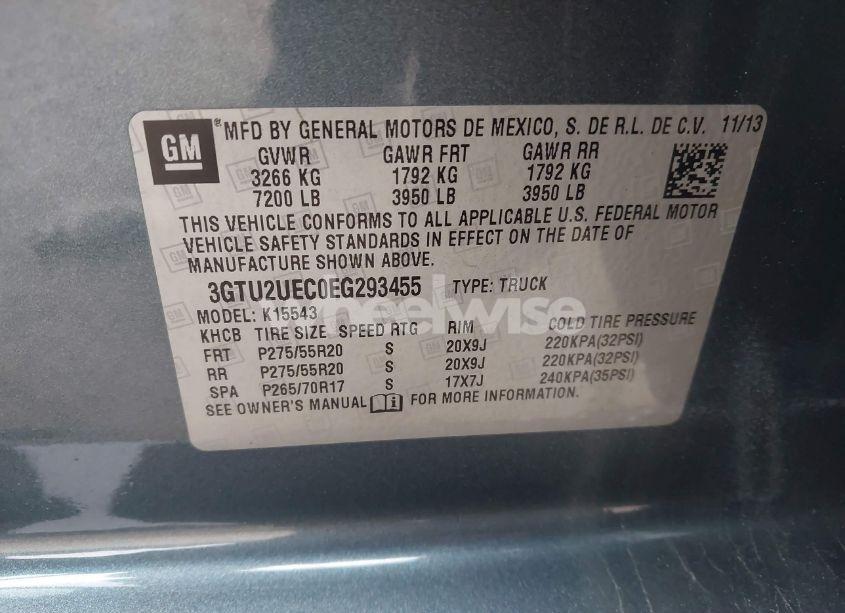 GM® MFD BY GENERAL MOTORS DE MEXICO, S. DE R.L. DE C.V. 11/13
GVWR GAWR FRT GAWR RR
3266 KG 1792 KG 1792 KG
7200 LB 3950 LB 3950 LB
THIS VEHICLE CONFORMS TO ALL APPLICABLE U.S. FEDERAL MOTOR
VEHICLE SAFETY STANDARDS IN EFFECT ON THE DATE OF
MANUFACTURE SHOWN ABOVE.
3GTU2UEC0EG293455 TYPE: TRUCK
wheelwise
MODEL: K15543
KHCB TIRE SIZE SPEED RTG RIM COLD TIRE PRESSURE
FRT P275/55R20 S 20X9J 220KPA(32PSI)
RR P275/55R20 S 20X9J 220KPA(32PSI)
SPA P265/70R17 S 17X7J 240KPA(35PSI)
SEE OWNER'S MANUAL FOR MORE INFORMATION.